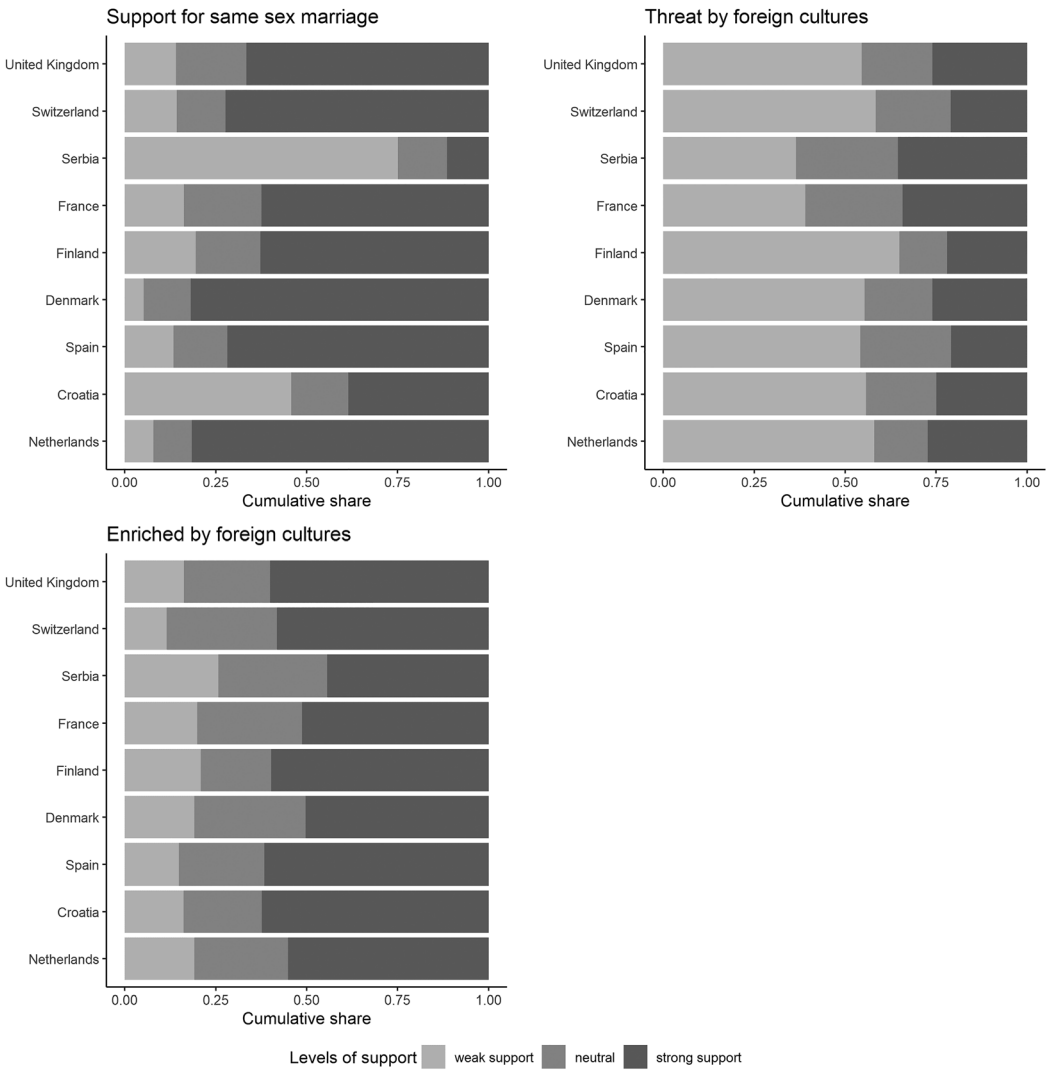 Support for same sex marriage
United Kingdom
Switzerland
Serbia
France
Finland
Denmark
Spain
Croatia
Netherlands
0.00 0.25 0.50 0.75 1.00
Cumulative share
Threat by foreign cultures
United Kingdom
Switzerland
Serbia
France
Finland
Denmark
Spain
Croatia
Netherlands
0.00 0.25 0.50 0.75 1.00
Cumulative share
Enriched by foreign cultures
United Kingdom
Switzerland
Serbia
France
Finland
Denmark
Spain
Croatia
Netherlands
0.00 0.25 0.50 0.75 1.00
Cumulative share
Levels of support weak support neutral strong support